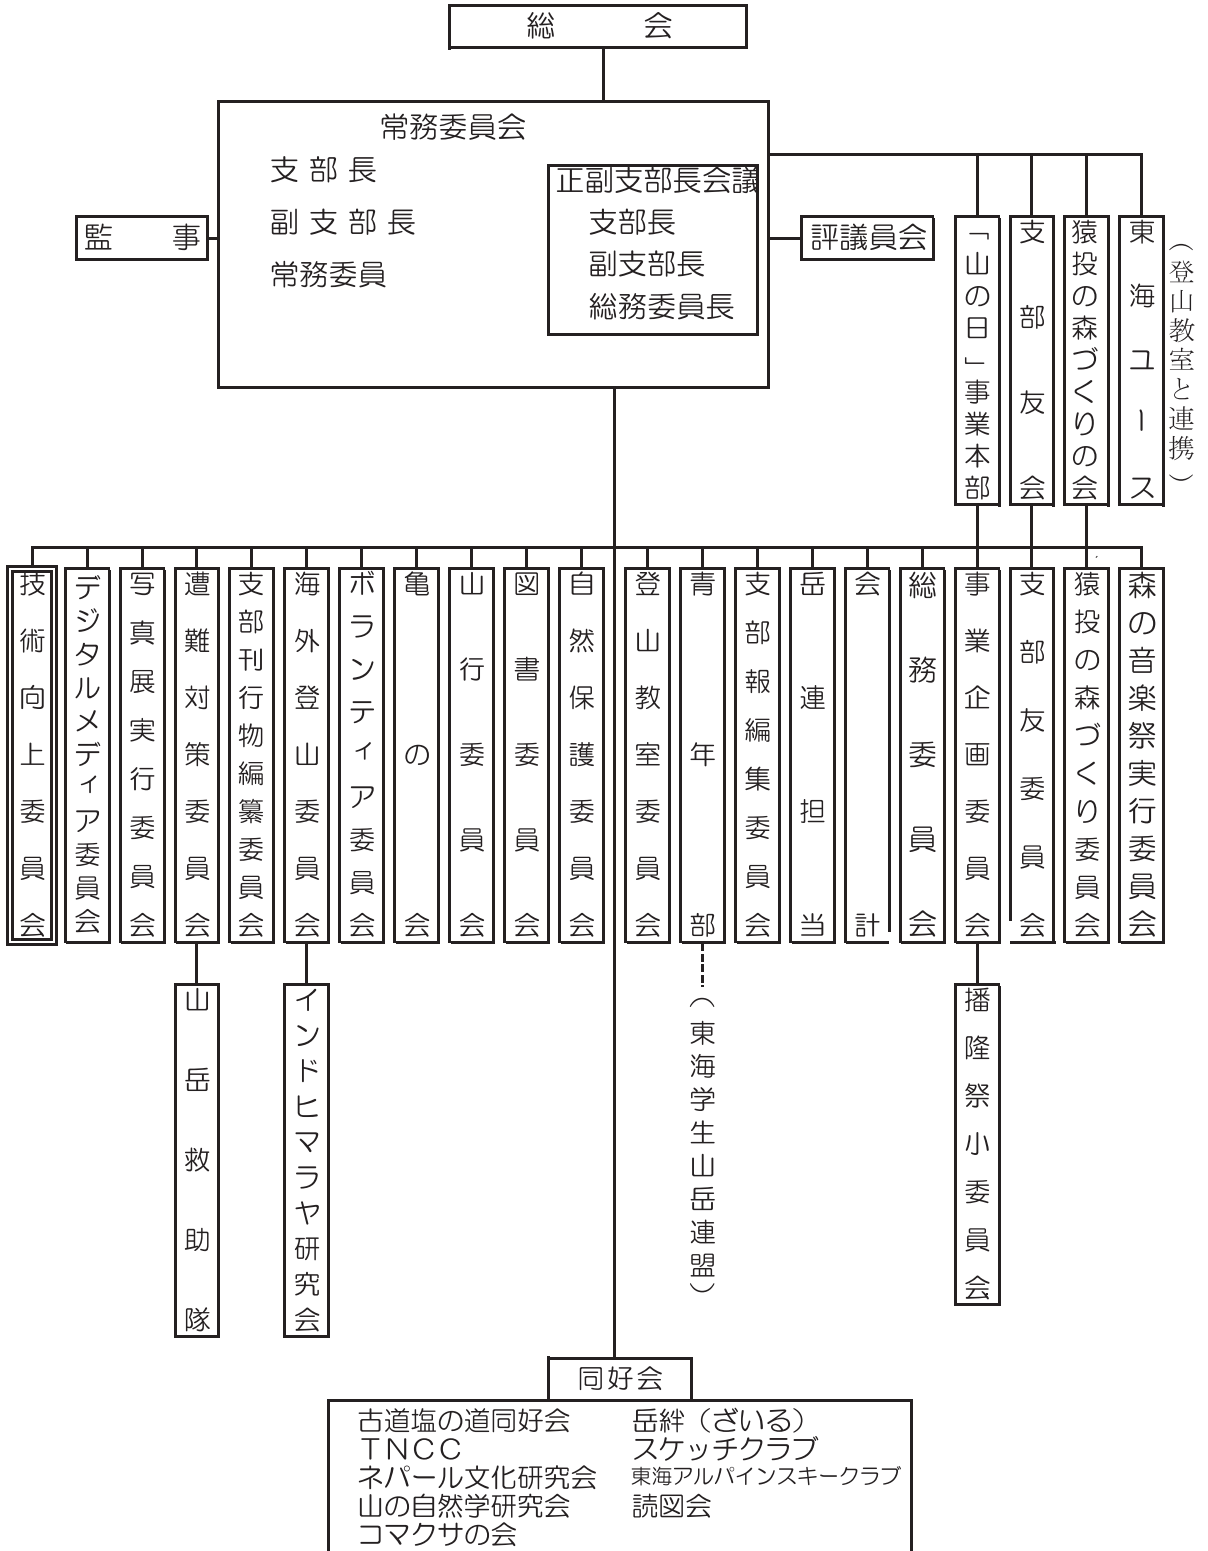 総会
常務委員会
支部長
副支部長
常務委員
正副支部長会議
支部長
副支部長
総務委員長
監事
評議員会
「山の日」事業本部
支部友会
猿投の森づくりの会
東海ユース
（登山教室と連携）
技術向上委員会
デジタルメディア委員会
写真展実行委員会
遭難対策委員会
支部刊行物編纂委員会
海外登山委員会
ボランティア委員会
亀の会
山行委員会
図書委員会
自然保護委員会
登山教室委員会
青年部
支部報編集委員会
岳連担当
会計
総務委員会
事業企画委員会
支部友委員会
猿投の森づくり委員会
森の音楽祭実行委員会
山岳救助隊
インドヒマラヤ研究会
（東海学生山岳連盟）
播隆祭小委員会
同好会
古道塩の道同好会
ＴＮＣＣ
ネパール文化研究会
山の自然学研究会
コマクサの会
岳絆（ざいる）
スケッチクラブ
東海アルパインスキークラブ
読図会